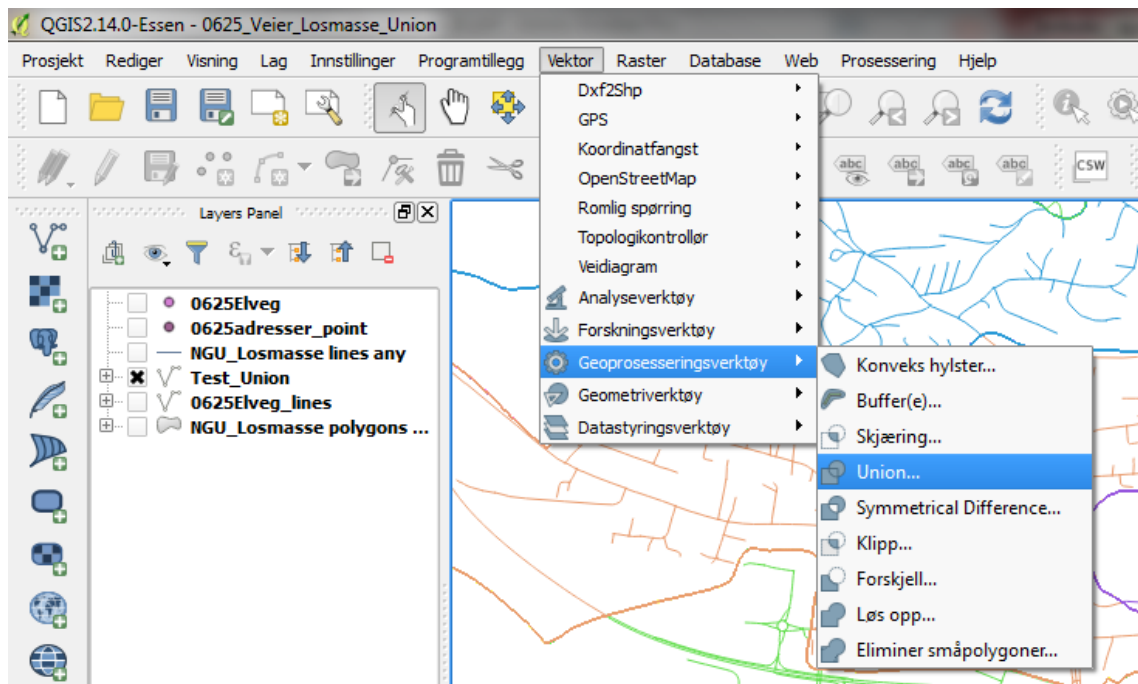 QGIS2.14.0-Essen - 0625_Veier_Losmasse_Union
Prosjekt Rediger Visning Lag Innstillinger Programtillegg Vektor Raster Database Web Prosessering Hjelp
Dxf2Shp
GPS
Koordinatfangst
OpenStreetMap
Romlig spørring
Topologikontrollør
Veidiagram
Analyseverktøy
Forskningsverktøy
Geoprosesseringsverktøy
Geometriverktøy
Datastyringsverktøy
Konveks hylster...
Buffer(e)...
Skjæring...
Union...
Symmetrical Difference...
Klipp...
Forskjell...
Løs opp...
Eliminer småpolygoner...
abc abc abc abc CSW
Layers Panel
0625Elveg
0625adresser_point
NGU_Losmasse lines any
Test_Union
0625Elveg_lines
NGU_Losmasse polygons ...